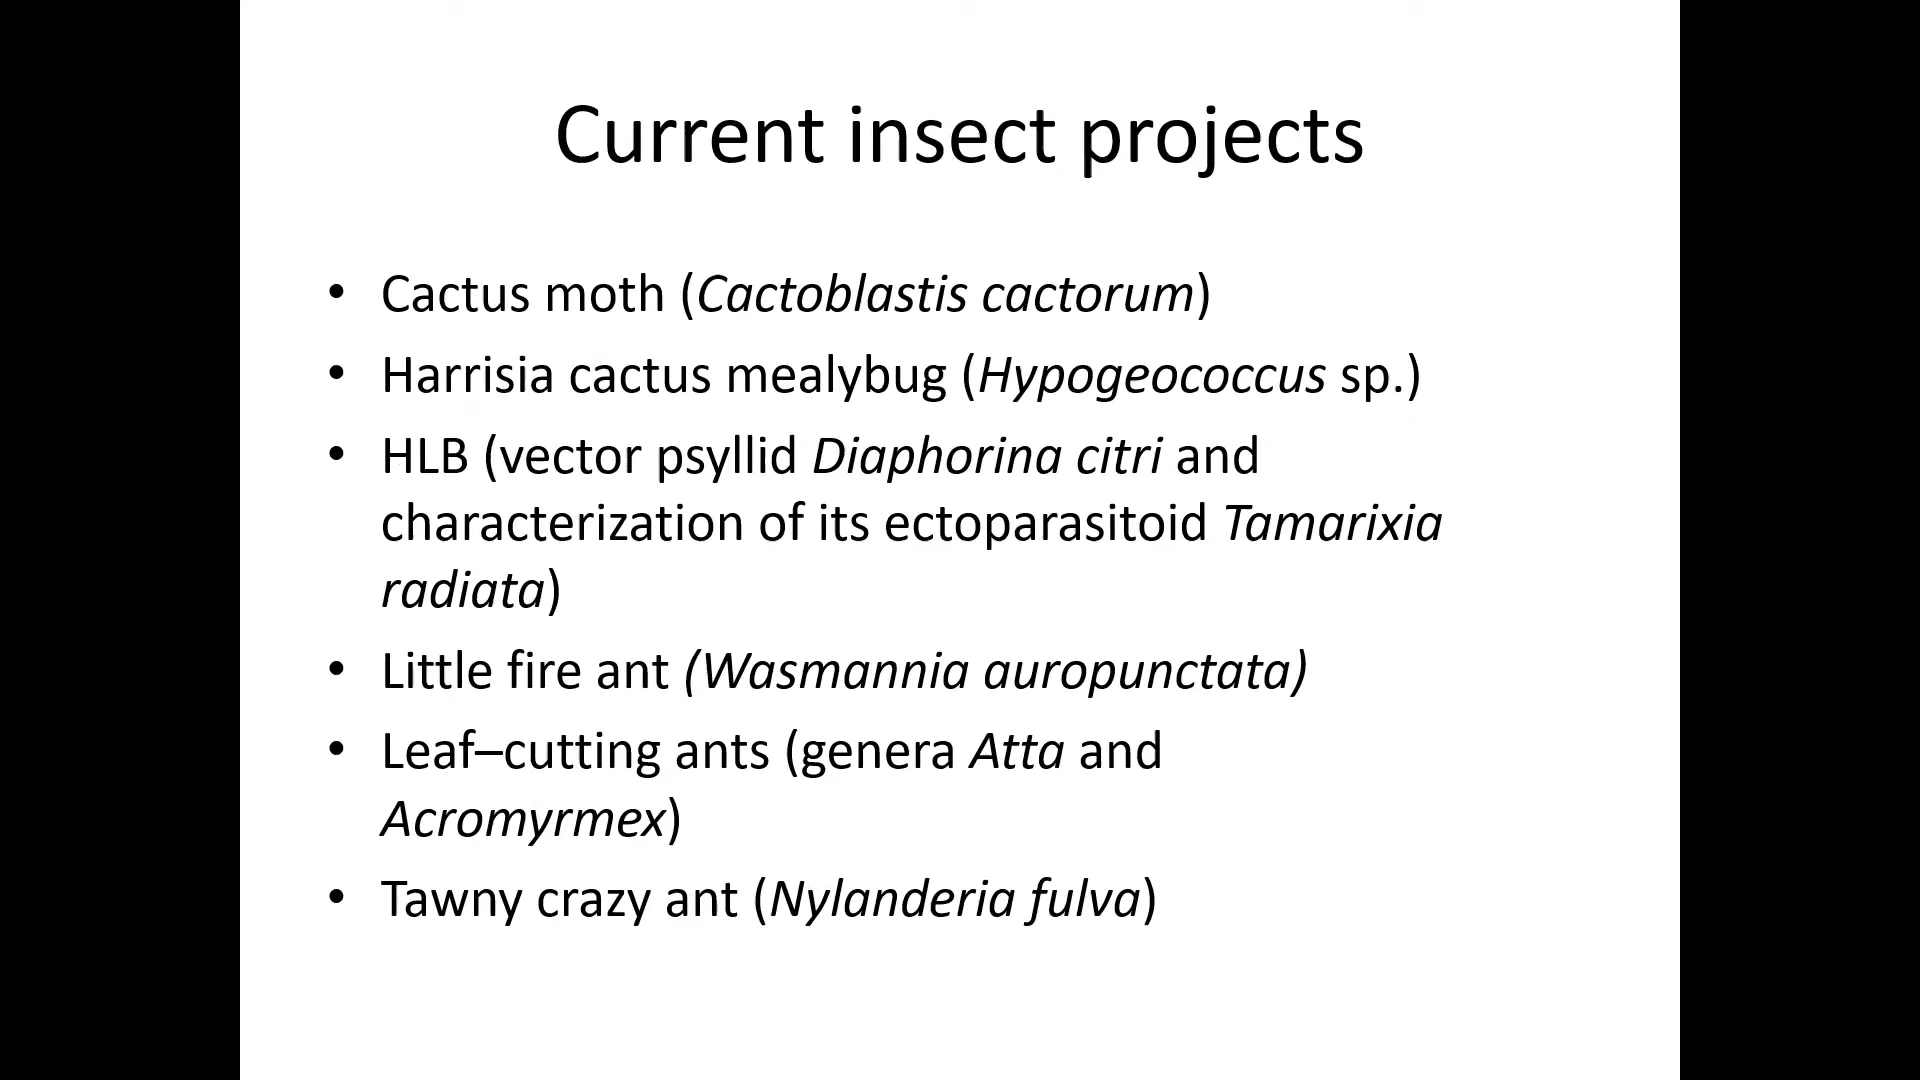 Current insect projects
• Cactus moth (Cactoblastis cactorum)
• Harrisia cactus mealybug (Hypogeococcus sp.)
• HLB (vector psyllid Diaphorina citri and
characterization of its ectoparasitoid Tamarixia
radiata)
• Little fire ant (Wasmannia auropunctata)
• Leaf–cutting ants (genera Atta and
Acromyrmex)
• Tawny crazy ant (Nylanderia fulva)